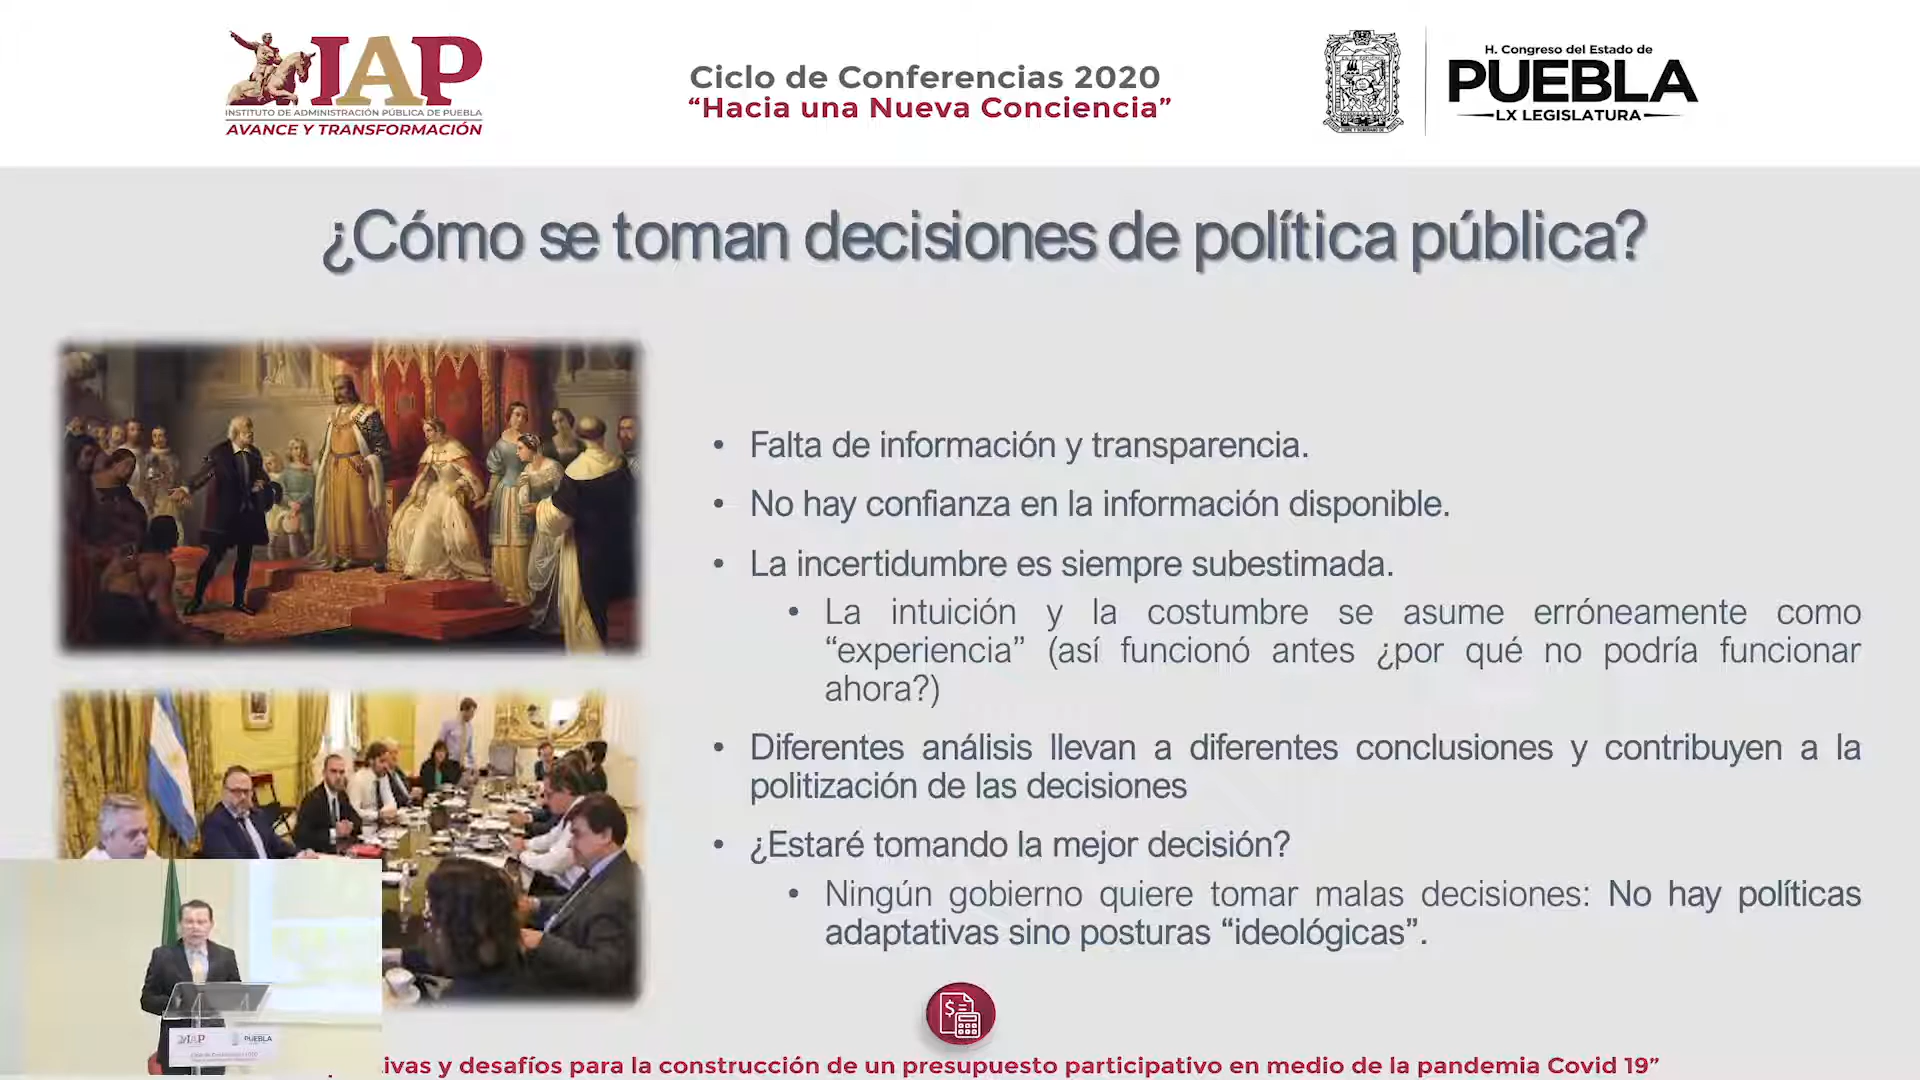 IAP
INSTITUTO DE ADMINISTRACIÓN PÚBLICA DE PUEBLA
AVANCE Y TRANSFORMACIÓN
Ciclo de Conferencias 2020
“Hacia una Nueva Conciencia”
H. Congreso del Estado de
PUEBLA
LX LEGISLATURA
¿Cómo se toman decisiones de política pública?
• Falta de información y transparencia.
• No hay confianza en la información disponible.
• La incertidumbre es siempre subestimada.
• La intuición y la costumbre se asume erróneamente como
“experiencia” (así funcionó antes ¿por qué no podría funcionar
ahora?)
• Diferentes análisis llevan a diferentes conclusiones y contribuyen a la
politización de las decisiones
• ¿Estaré tomando la mejor decisión?
• Ningún gobierno quiere tomar malas decisiones: No hay políticas
adaptativas sino posturas “ideológicas”.
$
IAP
PUEBLA
ivas y desafíos para la construcción de un presupuesto participativo en medio de la pandemia Covid 19”